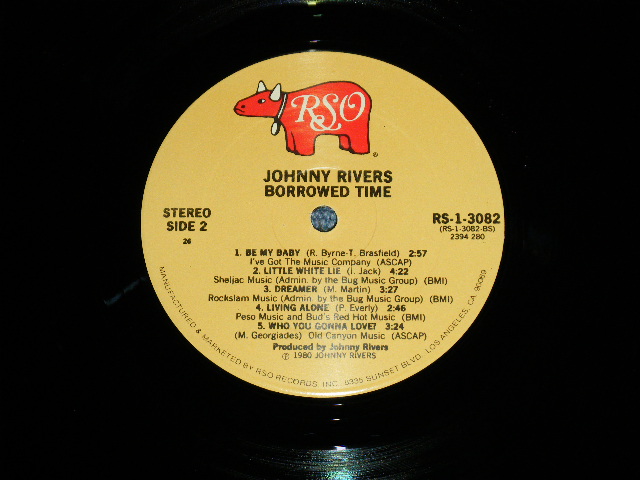 RSO
®
JOHNNY RIVERS
BORROWED TIME
STEREO
SIDE 2
26
RS-1-3082
(RS-1-3082-BS)
2394 280
1. BE MY BABY (R. Byrne-T. Brasfield) 2:57
I've Got The Music Company (ASCAP)
2. LITTLE WHITE LIE (I. Jack) 4:22
Sheljac Music (Admin. by the Bug Music Group) (BMI)
3. DREAMER (M. Martin) 3:27
Rockslam Music (Admin. by the Bug Music Group) (BMI)
4. LIVING ALONE (P. Everly) 2:46
Peso Music and Bud's Red Hot Music (BMI)
5. WHO YOU GONNA LOVE? 3:24
(M. Georgiades) Old Canyon Music (ASCAP)
Produced by Johnny Rivers
℗ 1980 JOHNNY RIVERS
MANUFACTURED & MARKETED BY RSO RECORDS, INC. 8335 SUNSET BLVD. LOS ANGELES, CA. 90069